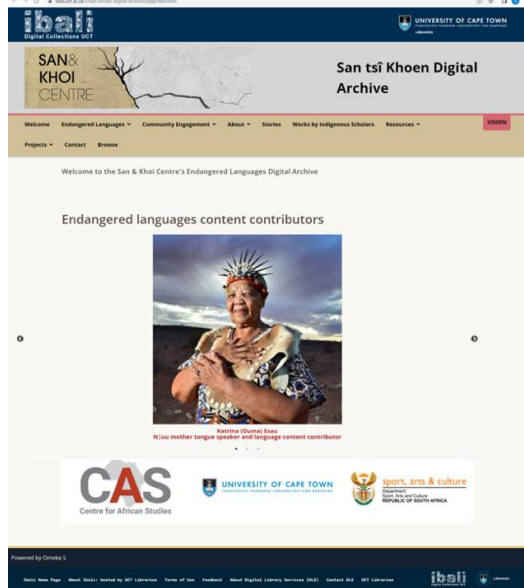 ibali
Digital Collections UCT
UNIVERSITY OF CAPE TOWN
LIBRARIES
SAN&
KHOI
CENTRE
San tsî Khoen Digital
Archive
Welcome Endangered Languages Community Engagement About Stories Works by Indigenous Scholars Resources VISION
Projects Contact Browse
Welcome to the San & Khoi Centre's Endangered Languages Digital Archive
Endangered languages content contributors
Katrina (Ouma) Esau
N|uu mother tongue speaker and language content contributor
CAS
Centre for African Studies
UNIVERSITY OF CAPE TOWN
sport, arts & culture
Department:
Sport, Arts and Culture
REPUBLIC OF SOUTH AFRICA
Powered by Omeka S
Ibali Home Page About Ibali: hosted by UCT Libraries Terms of Use Feedback About Digital Library Services (DLS) Contact DLS UCT Libraries
ibali